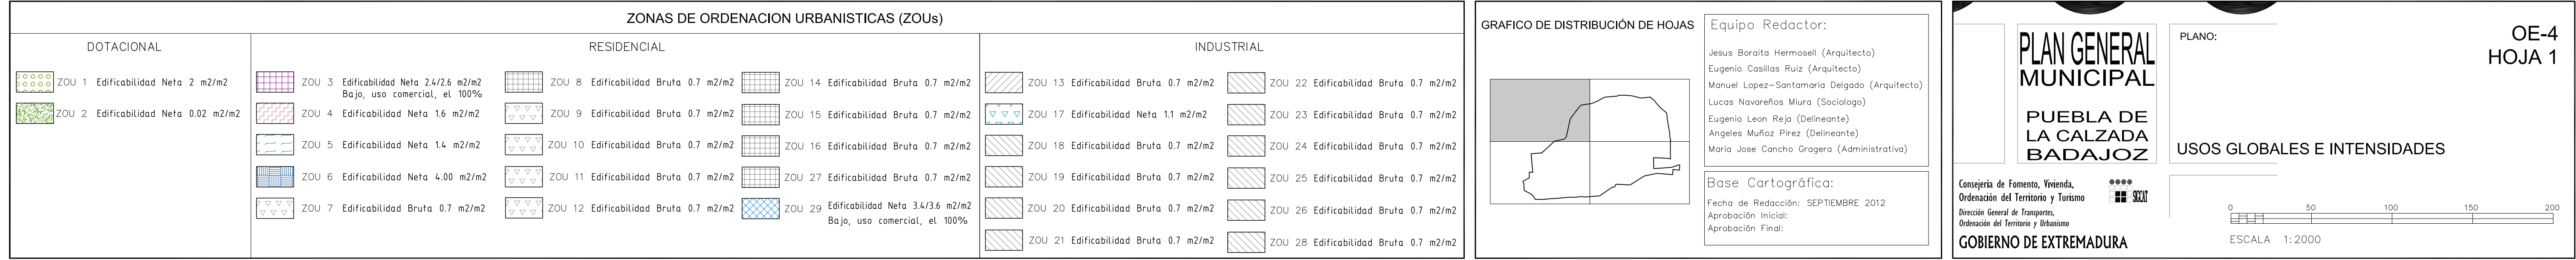 ZONAS DE ORDENACION URBANISTICAS (ZOUs)
DOTACIONAL
ZOU 1 Edificabilidad Neta 2 m2/m2
ZOU 2 Edificabilidad Neta 0.02 m2/m2
RESIDENCIAL
ZOU 3 Edificabilidad Neta 2.4/2.6 m2/m2
Bajo, uso comercial, el 100%
ZOU 4 Edificabilidad Neta 1.6 m2/m2
ZOU 5 Edificabilidad Neta 1.4 m2/m2
ZOU 6 Edificabilidad Neta 4.00 m2/m2
ZOU 7 Edificabilidad Bruta 0.7 m2/m2
ZOU 8 Edificabilidad Bruta 0.7 m2/m2
ZOU 9 Edificabilidad Bruta 0.7 m2/m2
ZOU 10 Edificabilidad Bruta 0.7 m2/m2
ZOU 11 Edificabilidad Bruta 0.7 m2/m2
ZOU 12 Edificabilidad Bruta 0.7 m2/m2
ZOU 14 Edificabilidad Bruta 0.7 m2/m2
ZOU 15 Edificabilidad Bruta 0.7 m2/m2
ZOU 16 Edificabilidad Bruta 0.7 m2/m2
ZOU 27 Edificabilidad Bruta 0.7 m2/m2
ZOU 29 Edificabilidad Neta 3.4/3.6 m2/m2
Bajo, uso comercial, el 100%
INDUSTRIAL
ZOU 13 Edificabilidad Bruta 0.7 m2/m2
ZOU 17 Edificabilidad Neta 1.1 m2/m2
ZOU 18 Edificabilidad Bruta 0.7 m2/m2
ZOU 19 Edificabilidad Bruta 0.7 m2/m2
ZOU 20 Edificabilidad Bruta 0.7 m2/m2
ZOU 21 Edificabilidad Bruta 0.7 m2/m2
ZOU 22 Edificabilidad Bruta 0.7 m2/m2
ZOU 23 Edificabilidad Bruta 0.7 m2/m2
ZOU 24 Edificabilidad Bruta 0.7 m2/m2
ZOU 25 Edificabilidad Bruta 0.7 m2/m2
ZOU 26 Edificabilidad Bruta 0.7 m2/m2
ZOU 28 Edificabilidad Bruta 0.7 m2/m2
GRAFICO DE DISTRIBUCIÓN DE HOJAS
Equipo Redactor:
Jesus Boraita Hermosell (Arquitecto)
Eugenio Casillas Ruiz (Arquitecto)
Manuel Lopez-Santamaria Delgado (Arquitecto)
Lucas Navareños Miura (Sociologo)
Eugenio Leon Reja (Delineante)
Angeles Muñoz Pirez (Delineante)
Maria Jose Cancho Gragera (Administrativa)
Base Cartográfica:
Fecha de Redacción: SEPTIEMBRE 2012
Aprobación Inicial:
Aprobación Final:
PLAN GENERAL
MUNICIPAL
PUEBLA DE
LA CALZADA
BADAJOZ
Consejería de Fomento, Vivienda,
Ordenación del Territorio y Turismo
Dirección General de Transportes,
Ordenación del Territorio y Urbanismo
GOBIERNO DE EXTREMADURA
SIGCAT
PLANO:
OE-4
HOJA 1
USOS GLOBALES E INTENSIDADES
0 50 100 150 200
ESCALA 1:2000